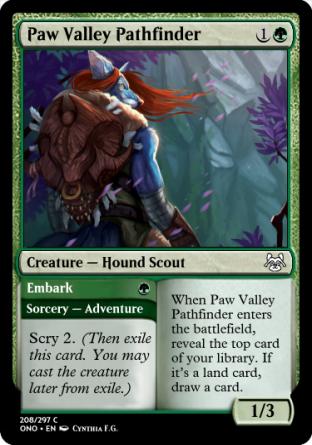 Paw Valley Pathfinder 1
Creature — Hound Scout
Embark
Sorcery — Adventure
Scry 2. (Then exile
this card. You may
cast the creature
later from exile.)
When Paw Valley
Pathfinder enters
the battlefield,
reveal the top card
of your library. If
it's a land card,
draw a card.
1/3
208/297 C
ONO • EN Cynthia F.G.